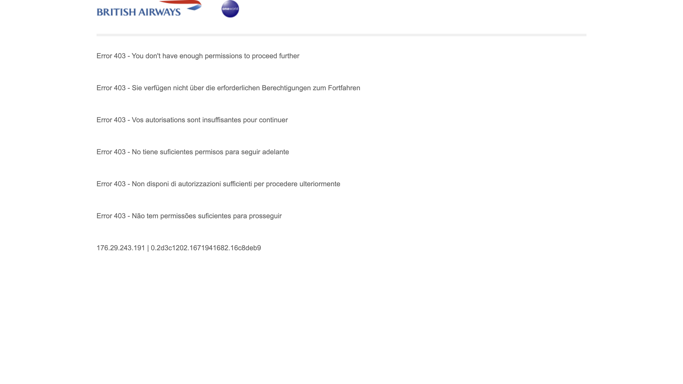 BRITISH AIRWAYS
oneworld
Error 403 - You don't have enough permissions to proceed further
Error 403 - Sie verfügen nicht über die erforderlichen Berechtigungen zum Fortfahren
Error 403 - Vos autorisations sont insuffisantes pour continuer
Error 403 - No tiene suficientes permisos para seguir adelante
Error 403 - Non disponi di autorizzazioni sufficienti per procedere ulteriormente
Error 403 - Não tem permissões suficientes para prosseguir
176.29.243.191 | 0.2d3c1202.1671941682.16c8deb9